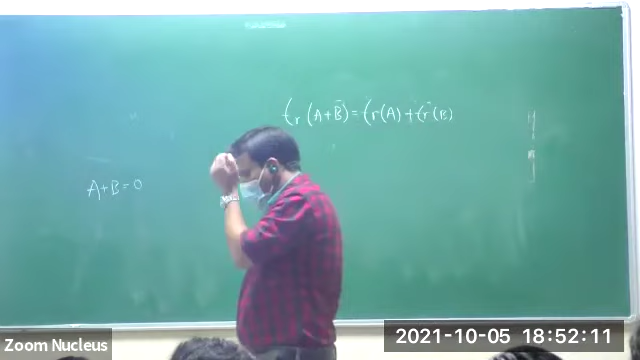 tr (A+B) = tr(A) + tr(B)
A+B=0
Zoom Nucleus
2021-10-05 18:52:11